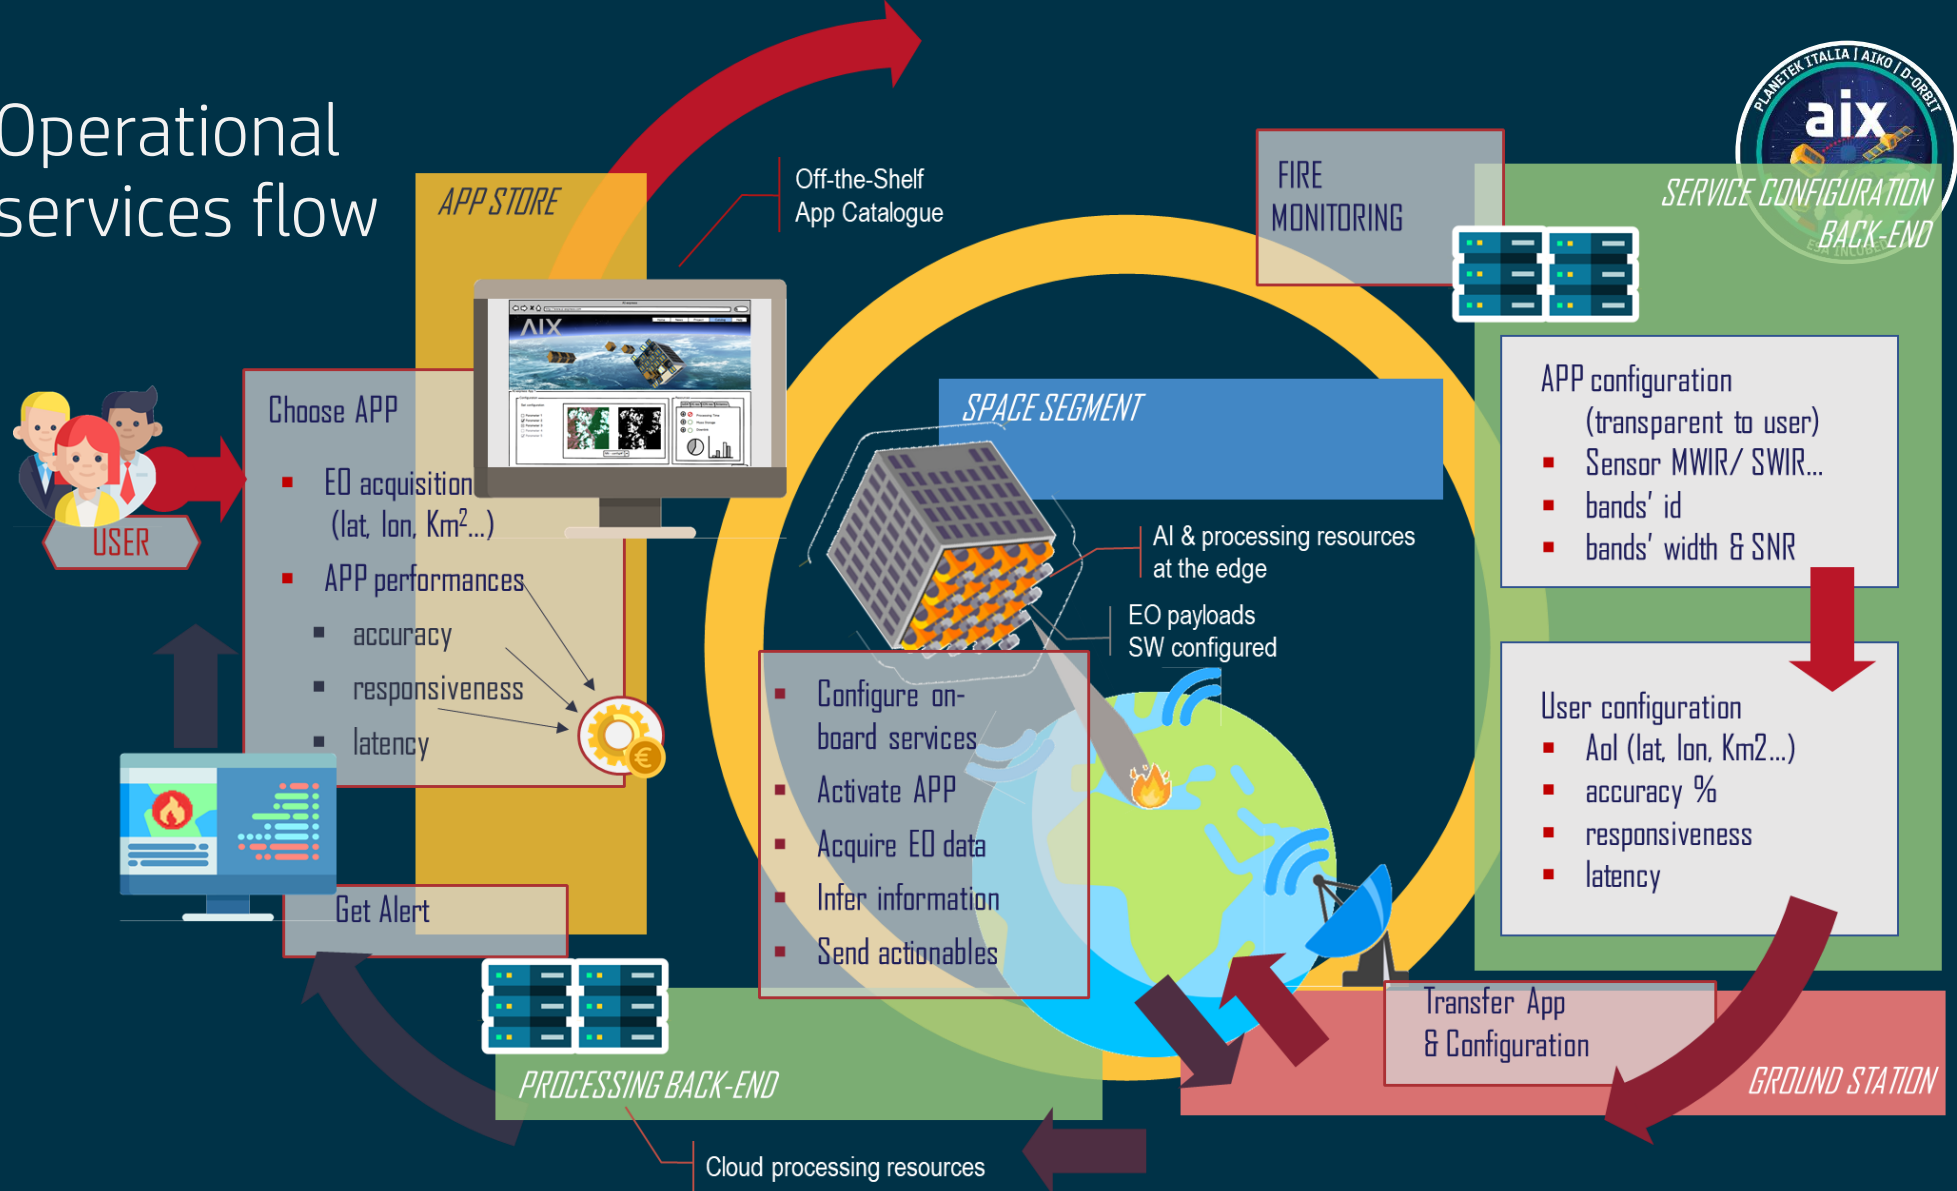 Operational
services flow
PLANETEK ITALIA | AIKO | D-ORBIT
aix
ESA INCUBED
APP STORE
Off-the-Shelf
App Catalogue
AIX
FIRE
MONITORING
SERVICE CONFIGURATION
BACK-END
USER
Choose APP
EO acquisition
(lat, lon, Km²...)
APP performances
accuracy
responsiveness
latency
SPACE SEGMENT
AI & processing resources
at the edge
EO payloads
SW configured
APP configuration
(transparent to user)
Sensor MWIR/ SWIR...
bands' id
bands' width & SNR
User configuration
AoI (lat, lon, Km2...)
accuracy %
responsiveness
latency
Configure on-
board services
Activate APP
Acquire EO data
Infer information
Send actionables
€
Get Alert
Transfer App
& Configuration
GROUND STATION
PROCESSING BACK-END
Cloud processing resources